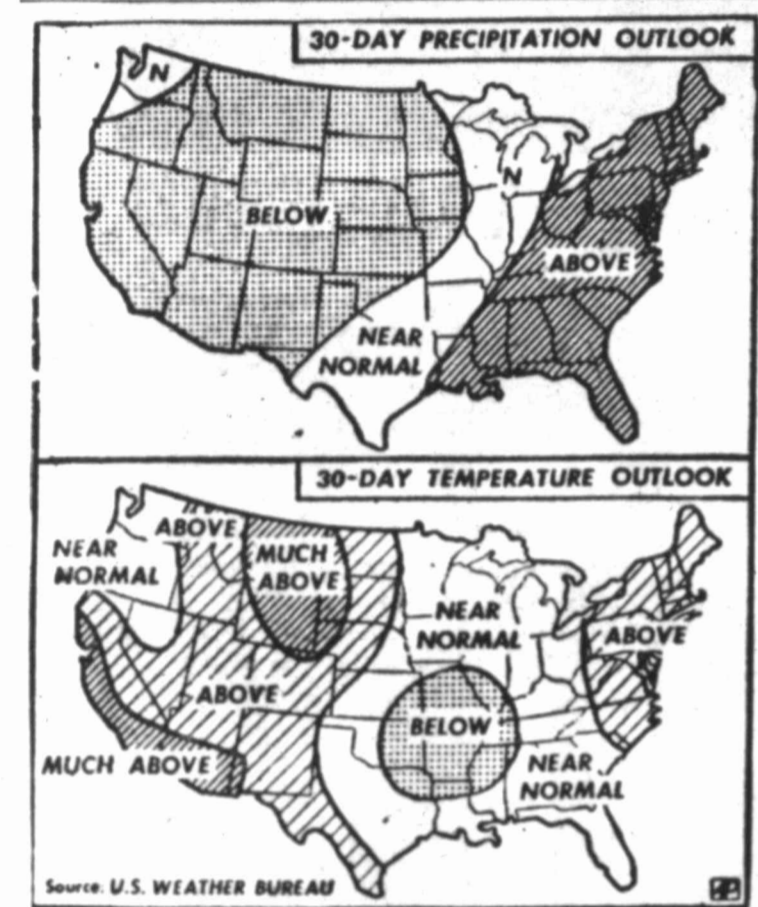 30-DAY PRECIPITATION OUTLOOK
N
N
BELOW
ABOVE
NEAR
NORMAL
30-DAY TEMPERATURE OUTLOOK
ABOVE
NEAR
NORMAL
MUCH
ABOVE
NEAR
NORMAL
ABOVE
ABOVE
BELOW
MUCH ABOVE
NEAR
NORMAL
Source: U.S. WEATHER BUREAU
AP